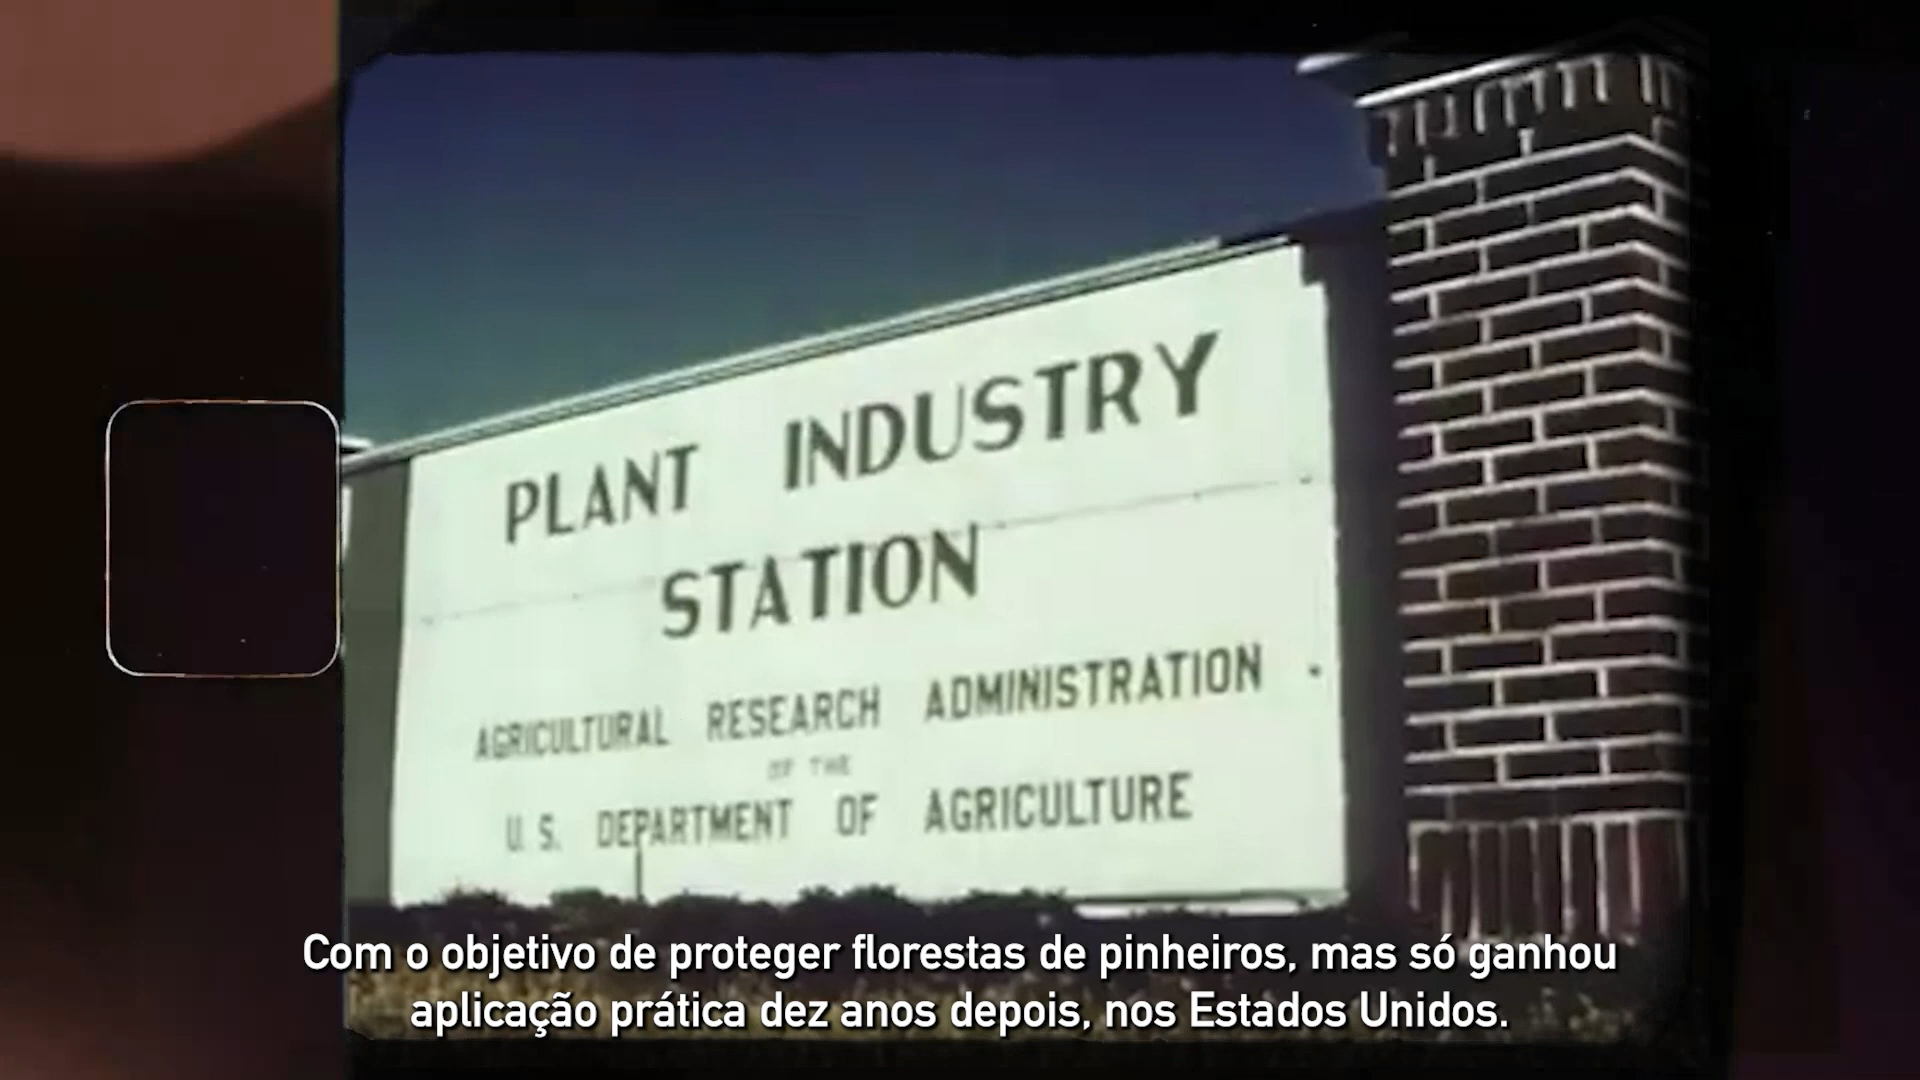 PLANT INDUSTRY
STATION
AGRICULTURAL RESEARCH ADMINISTRATION
OF THE
U. S. DEPARTMENT OF AGRICULTURE
Com o objetivo de proteger florestas de pinheiros, mas só ganhou
aplicação prática dez anos depois, nos Estados Unidos.